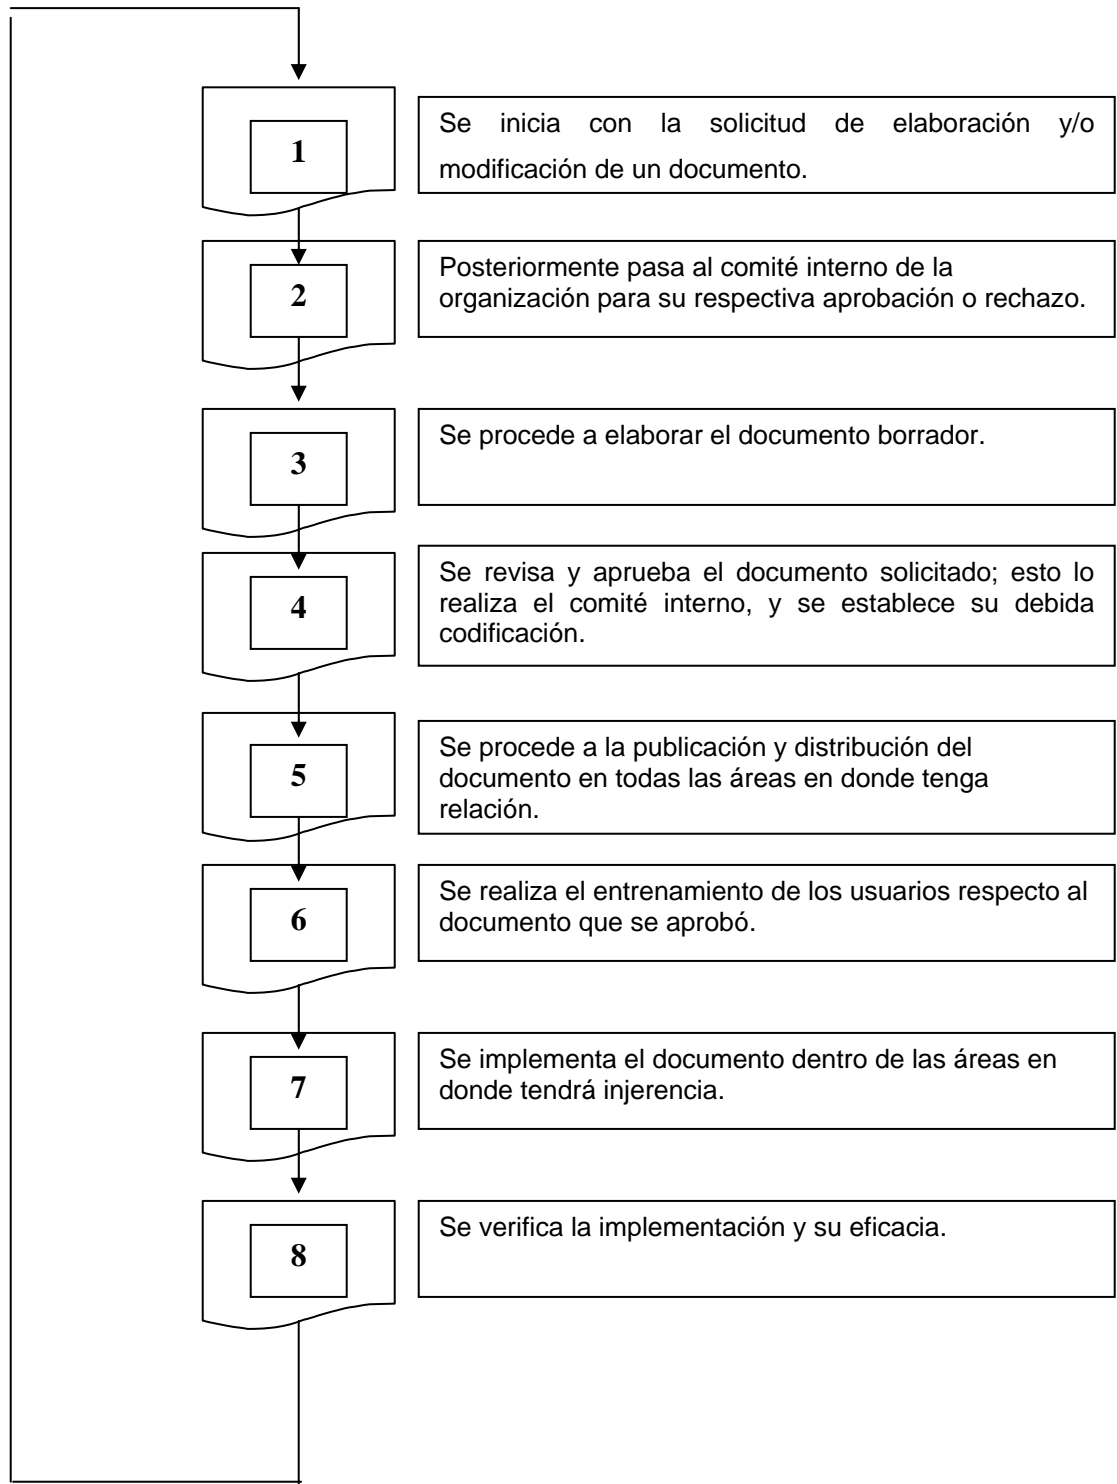 1
Se inicia con la solicitud de elaboración y/o
modificación de un documento.
2
Posteriormente pasa al comité interno de la
organización para su respectiva aprobación o rechazo.
3
Se procede a elaborar el documento borrador.
4
Se revisa y aprueba el documento solicitado; esto lo
realiza el comité interno, y se establece su debida
codificación.
5
Se procede a la publicación y distribución del
documento en todas las áreas en donde tenga
relación.
6
Se realiza el entrenamiento de los usuarios respecto al
documento que se aprobó.
7
Se implementa el documento dentro de las áreas en
donde tendrá injerencia.
8
Se verifica la implementación y su eficacia.